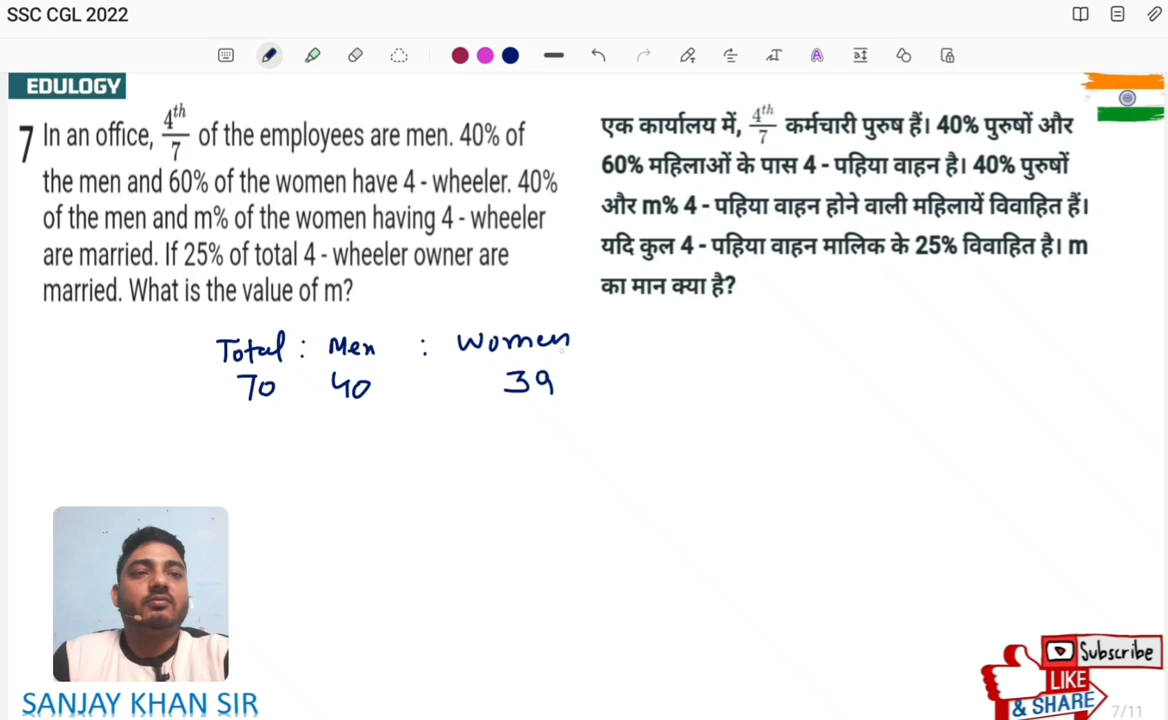 SSC CGL 2022
EDULOGY
7 In an office, 4th/7 of the employees are men. 40% of
the men and 60% of the women have 4 - wheeler. 40%
of the men and m% of the women having 4 - wheeler
are married. If 25% of total 4 - wheeler owner are
married. What is the value of m?
एक कार्यालय में, 4th/7 कर्मचारी पुरुष हैं। 40% पुरुषों और
60% महिलाओं के पास 4 - पहिया वाहन है। 40% पुरुषों
और m% 4 - पहिया वाहन होने वाली महिलायें विवाहित हैं।
यदि कुल 4 - पहिया वाहन मालिक के 25% विवाहित है। m
का मान क्या है?
Total : Men : Women
70 40 39
SANJAY KHAN SIR
Subscribe
LIKE
& SHARE
7/11